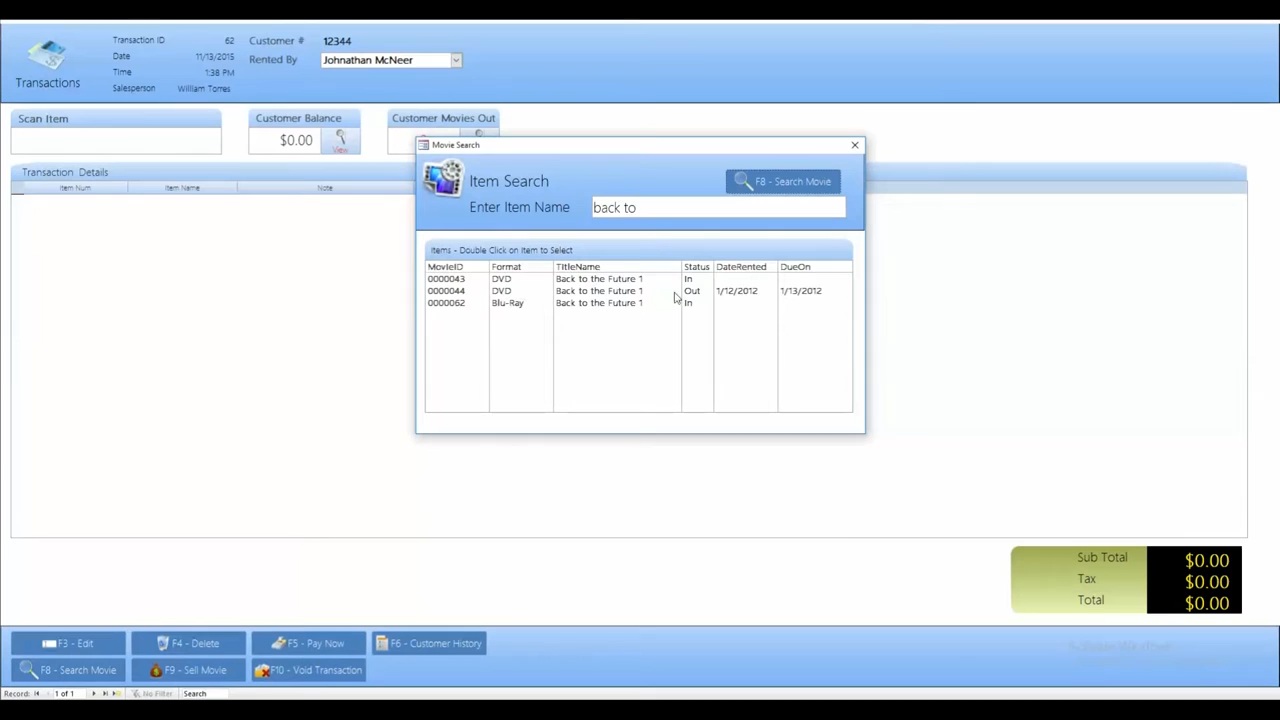 Transaction ID 62 Customer # 12344
Date 11/13/2015 Rented By Johnathan McNeer
Time 1:38 PM
Transactions
Salesperson William Torres
Scan Item Customer Balance Customer Movies Out
$0.00 View
Movie Search
Item Search F8 - Search Movie
Enter Item Name back to
Transaction Details
Item Num Item Name Note
Items - Double Click on Item to Select
MovieID Format TitleName Status DateRented DueOn
0000043 DVD Back to the Future 1 In
0000044 DVD Back to the Future 1 Out 1/12/2012 1/13/2012
0000062 Blu-Ray Back to the Future 1 In
Sub Total $0.00
Tax $0.00
Total $0.00
F3 - Edit F4 - Delete F5 - Pay Now F6 - Customer History
F8 - Search Movie F9 - Sell Movie F10 - Void Transaction
Record: 1 of 1 No Filter Search